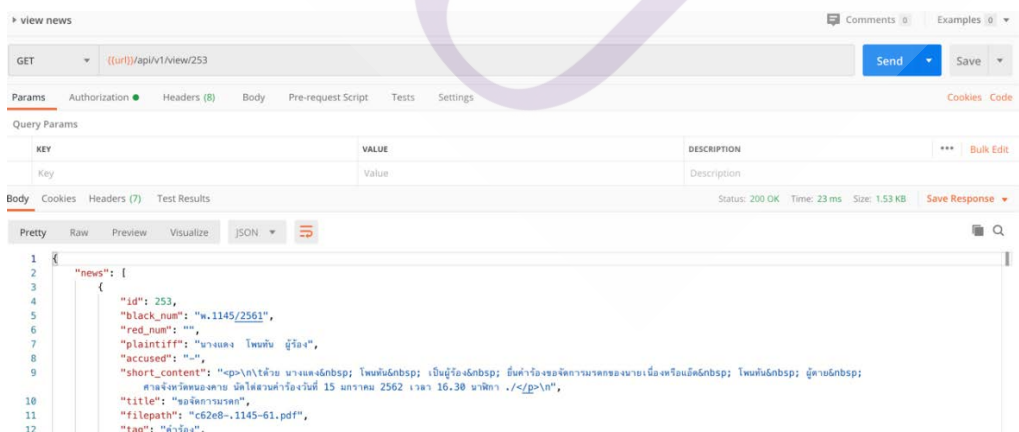 view news
Comments 0 Examples 0
GET {{url}}/api/v1/view/253 Send Save
Params Authorization Headers (8) Body Pre-request Script Tests Settings Cookies Code
Query Params
KEY VALUE DESCRIPTION ••• Bulk Edit
Key Value Description
Body Cookies Headers (7) Test Results Status: 200 OK Time: 23 ms Size: 1.53 KB Save Response
Pretty Raw Preview Visualize JSON
1 {
2 "news": [
3 {
4 "id": 253,
5 "black_num": "พ.1145/2561",
6 "red_num": "",
7 "plaintiff": "นางแดง โพนทัน ผู้ร้อง",
8 "accused": "-",
9 "short_content": "<p>\n\tด้วย นางแดง&nbsp; โพนทัน&nbsp; เป็นผู้ร้อง&nbsp; ยื่นคำร้องขอจัดการมรดกของนายเนื่องหรือแอ๊ด&nbsp; โพนทัน&nbsp; ผู้ตาย&nbsp;
ศาลจังหวัดหนองคาย นัดไต่สวนคำร้องวันที่ 15 มกราคม 2562 เวลา 16.30 นาฬิกา ./</p>\n",
10 "title": "ขอจัดการมรดก",
11 "filepath": "c62e8-.1145-61.pdf",
12 "tag": "คำร้อง",